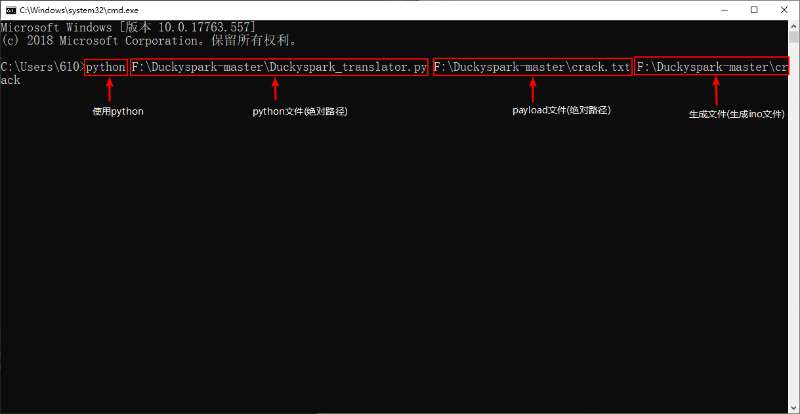 C:\Windows\system32\cmd.exe
Microsoft Windows [版本 10.0.17763.557]
(c) 2018 Microsoft Corporation。保留所有权利。
C:\Users\610>python F:\Duckyspark-master\Duckyspark_translator.py F:\Duckyspark-master\crack.txt F:\Duckyspark-master\cr
ack
使用python
python文件(绝对路径)
payload文件(绝对路径)
生成文件(生成ino文件)